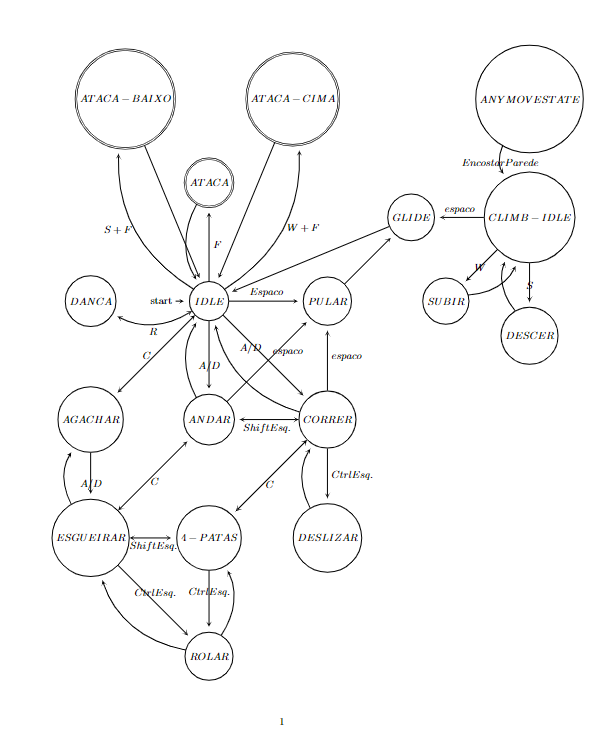 ATACA – BAIXO
ATACA – CIMA
ANYMOVESTATE
EncostarParede
ATACA
GLIDE
espaco
CLIMB – IDLE
S + F
F
W + F
W
S
DANCA
start
IDLE
Espaco
PULAR
SUBIR
R
DESCER
C
A/D
A/D
espaco
espaco
AGACHAR
ANDAR
CORRER
ShiftEsq.
A/D
C
C
CtrlEsq.
ESGUEIRAR
4 – PATAS
DESLIZAR
ShiftEsq.
CtrlEsq.
CtrlEsq.
ROLAR
1